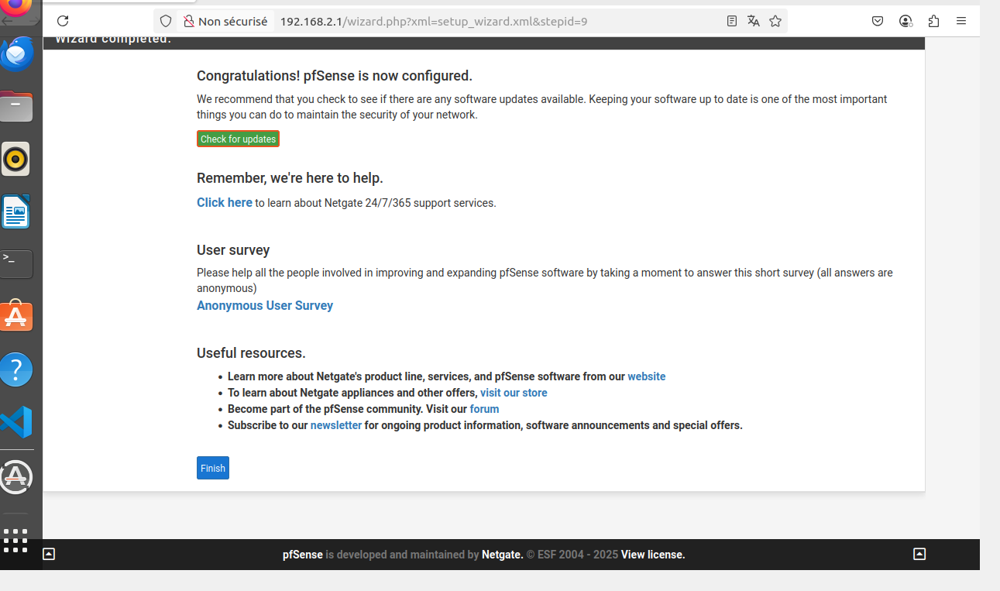 Non sécurisé 192.168.2.1/wizard.php?xml=setup_wizard.xml&stepid=9
Wizard completed.
Congratulations! pfSense is now configured.
We recommend that you check to see if there are any software updates available. Keeping your software up to date is one of the most important
things you can do to maintain the security of your network.
Check for updates
Remember, we're here to help.
Click here to learn about Netgate 24/7/365 support services.
User survey
Please help all the people involved in improving and expanding pfSense software by taking a moment to answer this short survey (all answers are
anonymous)
Anonymous User Survey
Useful resources.
• Learn more about Netgate's product line, services, and pfSense software from our website
• To learn about Netgate appliances and other offers, visit our store
• Become part of the pfSense community. Visit our forum
• Subscribe to our newsletter for ongoing product information, software announcements and special offers.
Finish
pfSense is developed and maintained by Netgate. © ESF 2004 - 2025 View license.